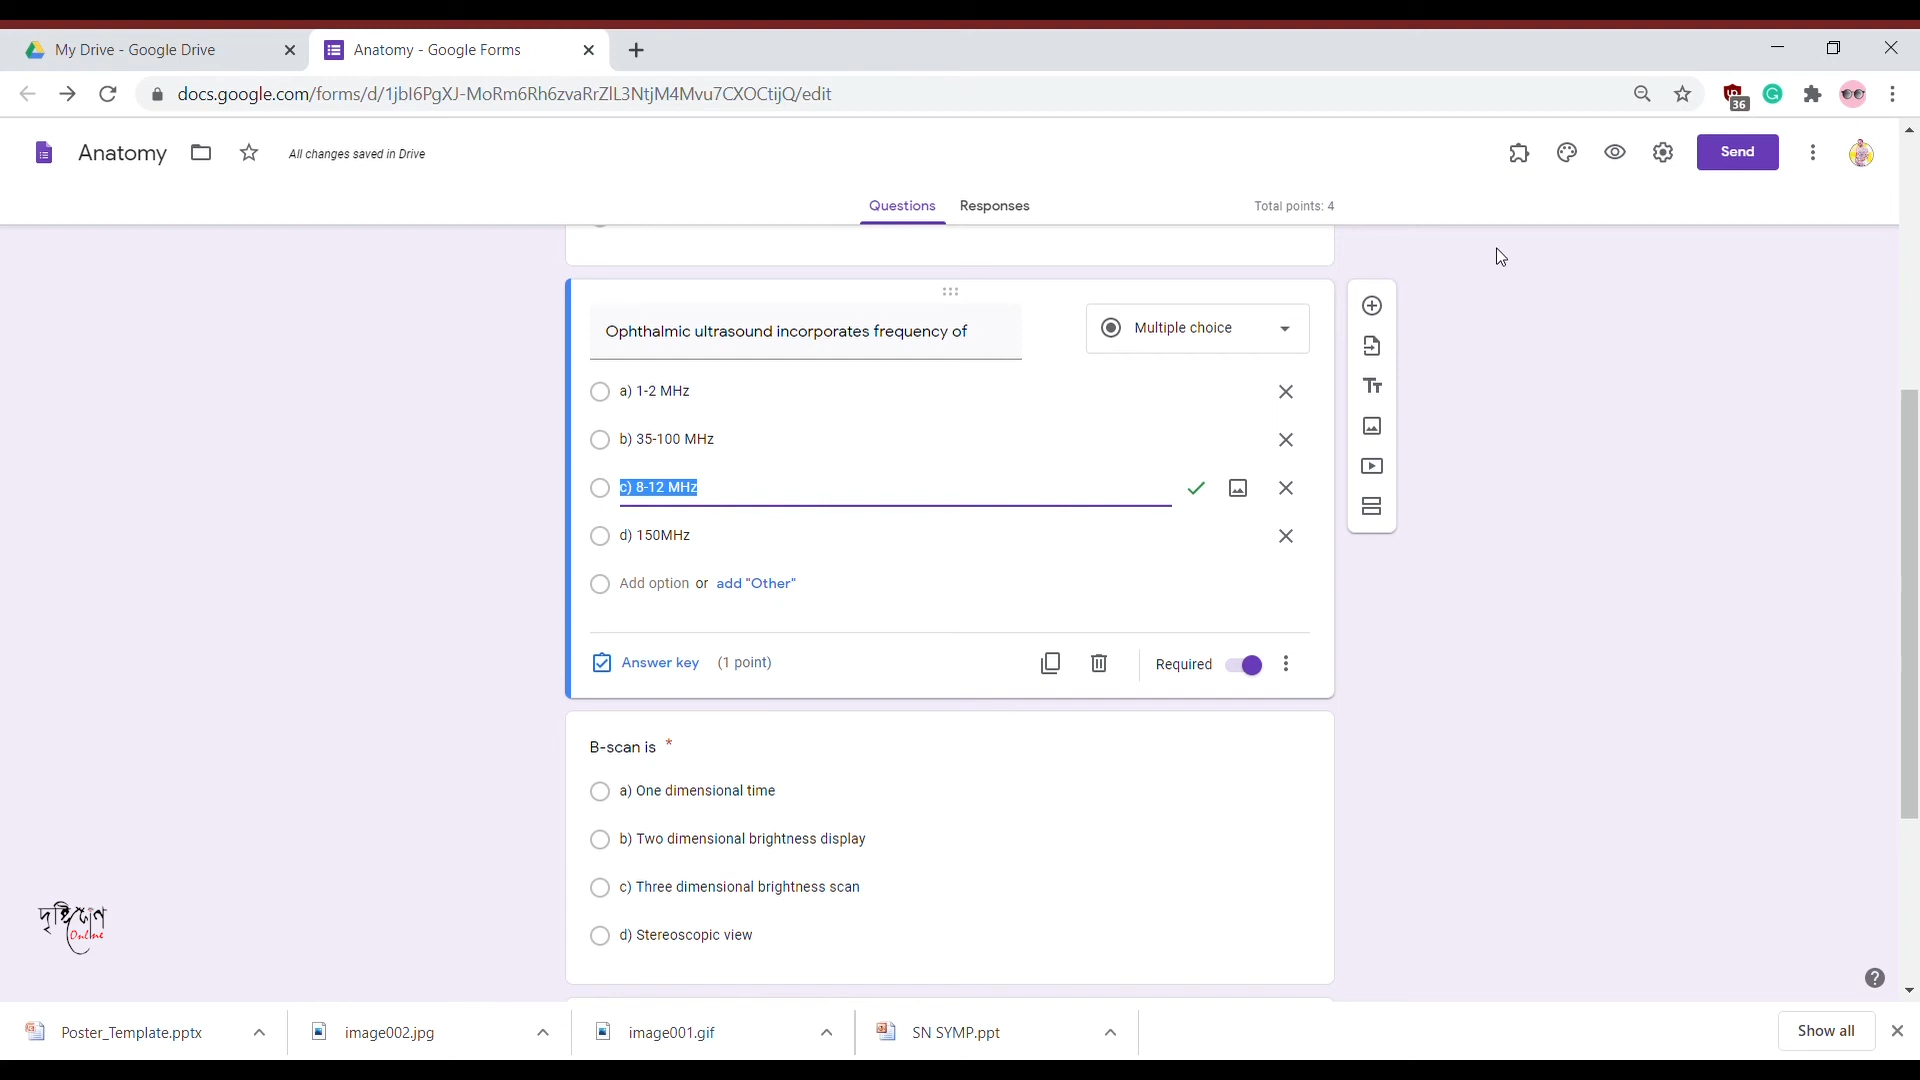 My Drive - Google Drive
Anatomy - Google Forms
docs.google.com/forms/d/1jbl6PgXJ-MoRm6Rh6zvaRrZlL3NtjM4Mvu7CXOCtijQ/edit
36
Anatomy
All changes saved in Drive
Send
Questions
Responses
Total points: 4
Ophthalmic ultrasound incorporates frequency of
Multiple choice
a) 1-2 MHz
b) 35-100 MHz
c) 8-12 MHz
d) 150MHz
Add option or add "Other"
Answer key (1 point)
Required
B-scan is *
a) One dimensional time
b) Two dimensional brightness display
c) Three dimensional brightness scan
d) Stereoscopic view
Online
Poster_Template.pptx
image002.jpg
image001.gif
SN SYMP.ppt
Show all